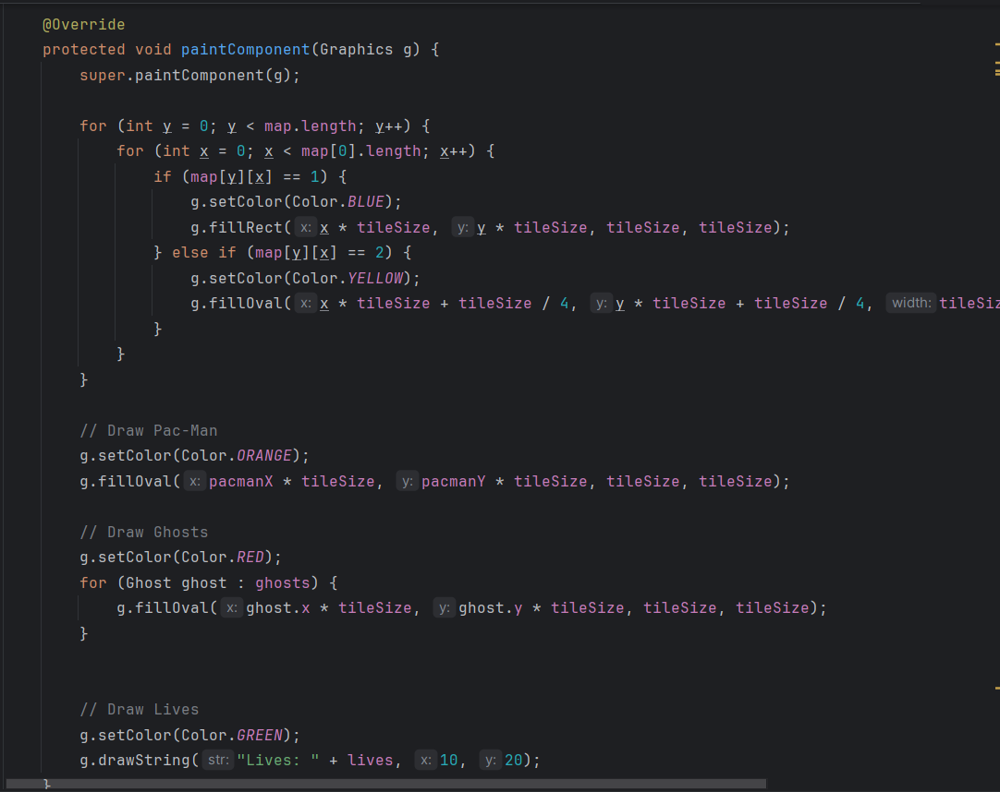 @Override
protected void paintComponent(Graphics g) {
    super.paintComponent(g);

    for (int y = 0; y < map.length; y++) {
        for (int x = 0; x < map[0].length; x++) {
            if (map[y][x] == 1) {
                g.setColor(Color.BLUE);
                g.fillRect( x: x * tileSize, y: y * tileSize, tileSize, tileSize);
            } else if (map[y][x] == 2) {
                g.setColor(Color.YELLOW);
                g.fillOval( x: x * tileSize + tileSize / 4, y: y * tileSize + tileSize / 4, width: tileSiz
            }
        }
    }

    // Draw Pac-Man
    g.setColor(Color.ORANGE);
    g.fillOval( x: pacmanX * tileSize, y: pacmanY * tileSize, tileSize, tileSize);

    // Draw Ghosts
    g.setColor(Color.RED);
    for (Ghost ghost : ghosts) {
        g.fillOval( x: ghost.x * tileSize, y: ghost.y * tileSize, tileSize, tileSize);
    }

    // Draw Lives
    g.setColor(Color.GREEN);
    g.drawString( str: "Lives: " + lives, x: 10, y: 20);
}